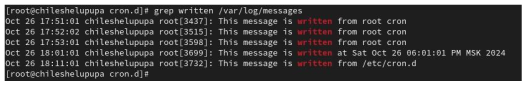 [root@chileshelupupa cron.d]# grep written /var/log/messages
Oct 26 17:51:01 chileshelupupa root[3437]: This message is written from root cron
Oct 26 17:52:02 chileshelupupa root[3515]: This message is written from root cron
Oct 26 17:53:01 chileshelupupa root[3598]: This message is written from root cron
Oct 26 18:01:01 chileshelupupa root[3699]: This message is written at Sat Oct 26 06:01:01 PM MSK 2024
Oct 26 18:11:01 chileshelupupa root[3732]: This message is written from /etc/cron.d
[root@chileshelupupa cron.d]#